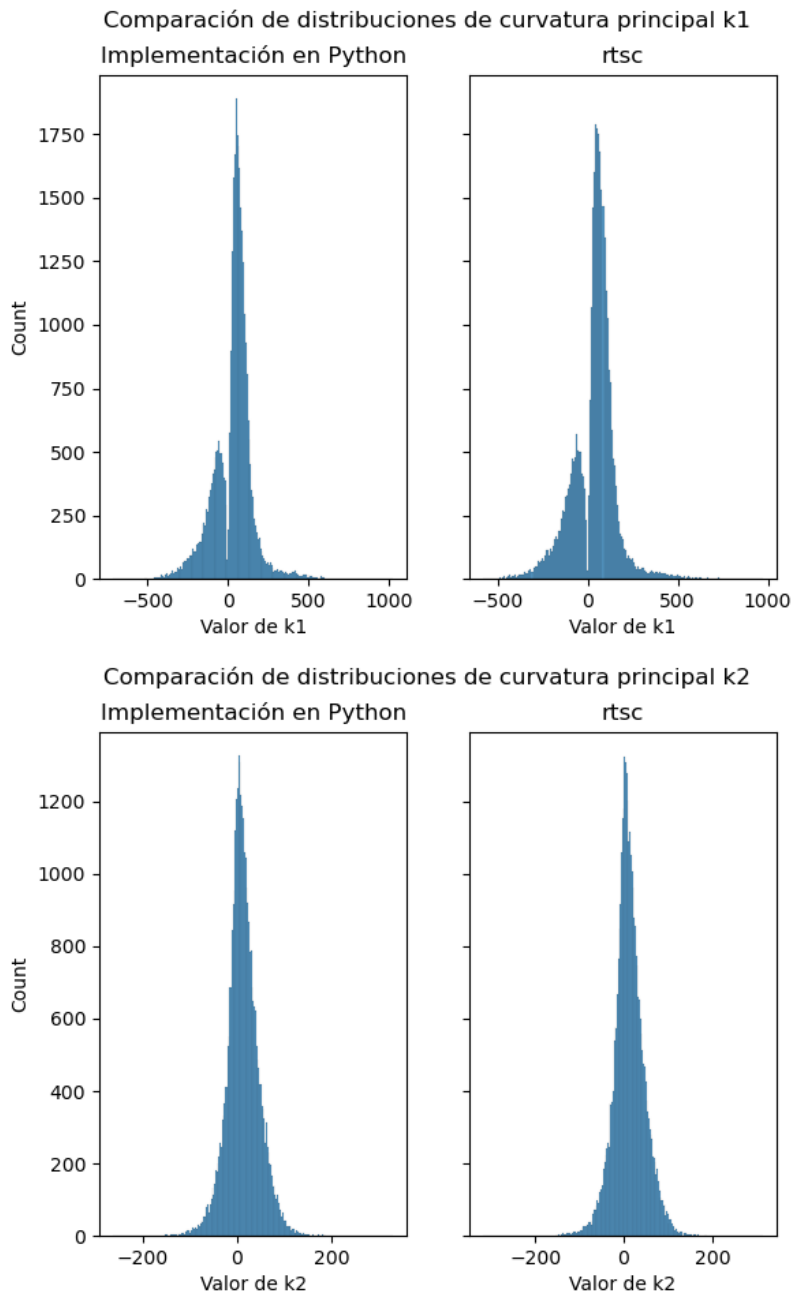 Comparación de distribuciones de curvatura principal k1
Implementación en Python
rtsc
1750
1500
1250
1000
750
500
250
0
Count
−500 0 500 1000
Valor de k1
−500 0 500 1000
Valor de k1
Comparación de distribuciones de curvatura principal k2
Implementación en Python
rtsc
1200
1000
800
600
400
200
0
Count
−200 0 200
Valor de k2
−200 0 200
Valor de k2